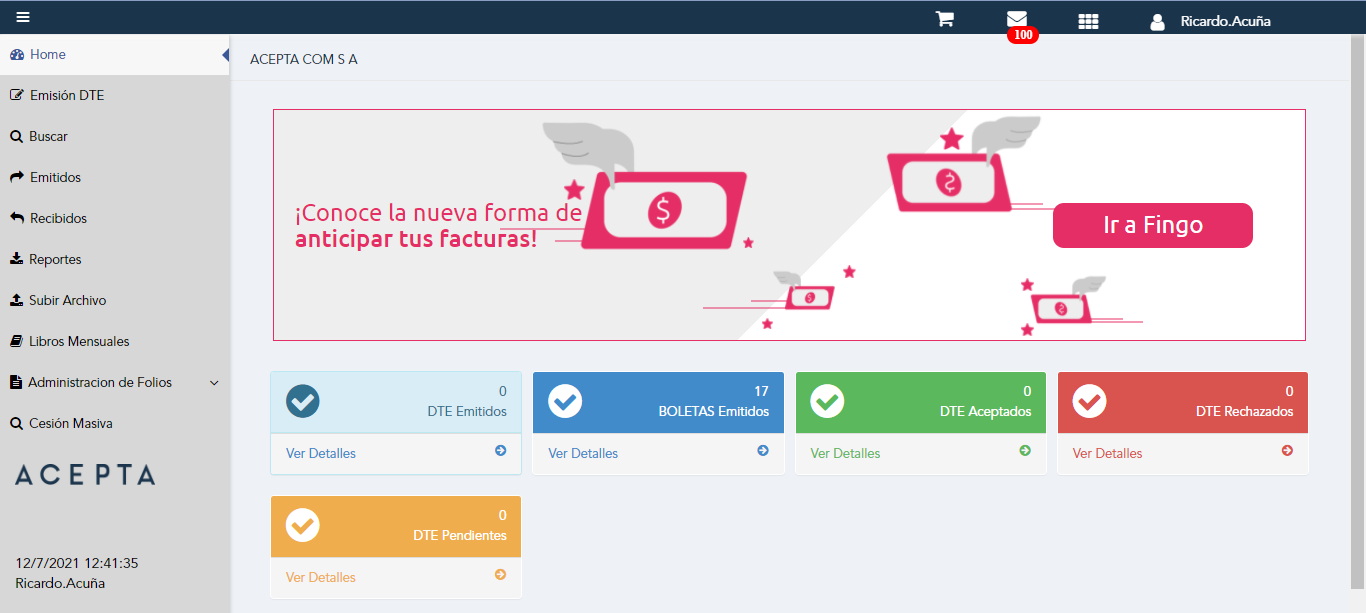 100
Ricardo.Acuña
Home
Emisión DTE
Buscar
Emitidos
Recibidos
Reportes
Subir Archivo
Libros Mensuales
Administracion de Folios
Cesión Masiva
ACEPTA
12/7/2021 12:41:35
Ricardo.Acuña
ACEPTA COM S A
¡Conoce la nueva forma de
anticipar tus facturas!
$
$
$
$
Ir a Fingo
0
DTE Emitidos
Ver Detalles
17
BOLETAS Emitidos
Ver Detalles
0
DTE Aceptados
Ver Detalles
0
DTE Rechazados
Ver Detalles
0
DTE Pendientes
Ver Detalles